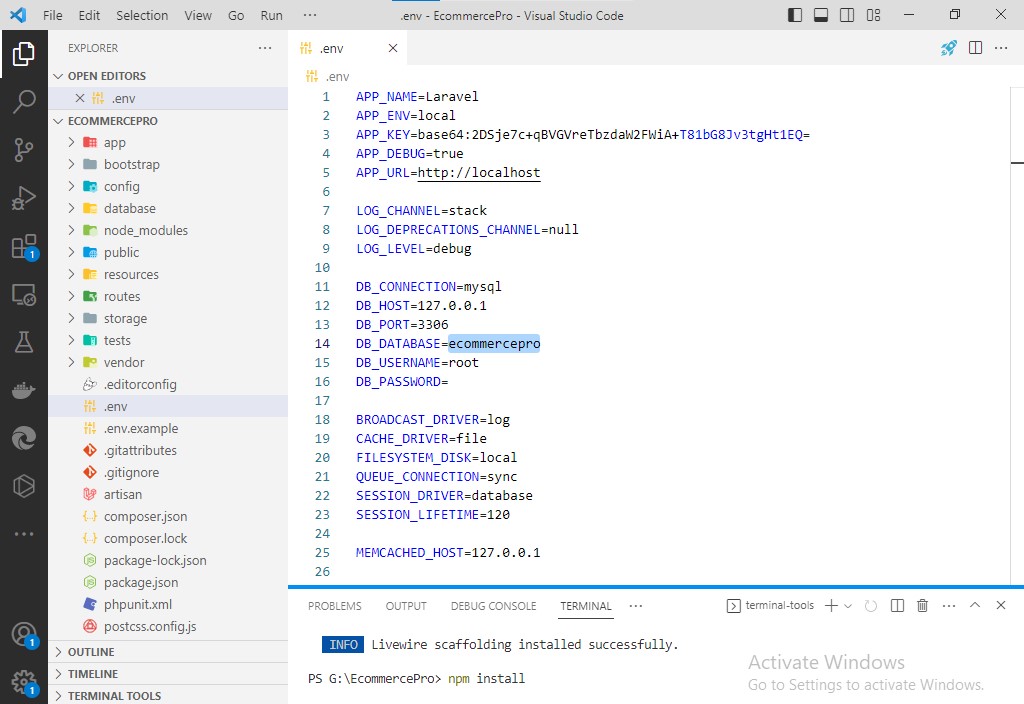 File Edit Selection View Go Run ··· .env - EcommercePro - Visual Studio Code
EXPLORER ···
OPEN EDITORS
.env
ECOMMERCEPRO
app
bootstrap
config
database
node_modules
public
resources
routes
storage
tests
vendor
.editorconfig
.env
.env.example
.gitattributes
.gitignore
artisan
composer.json
composer.lock
package-lock.json
package.json
phpunit.xml
postcss.config.js
OUTLINE
TIMELINE
TERMINAL TOOLS
1
1
1
.env
.env
1 APP_NAME=Laravel
2 APP_ENV=local
3 APP_KEY=base64:2DSje7c+qBVGVreTbzdaW2FWiA+T81bG8Jv3tgHt1EQ=
4 APP_DEBUG=true
5 APP_URL=http://localhost
6
7 LOG_CHANNEL=stack
8 LOG_DEPRECATIONS_CHANNEL=null
9 LOG_LEVEL=debug
10
11 DB_CONNECTION=mysql
12 DB_HOST=127.0.0.1
13 DB_PORT=3306
14 DB_DATABASE=ecommercepro
15 DB_USERNAME=root
16 DB_PASSWORD=
17
18 BROADCAST_DRIVER=log
19 CACHE_DRIVER=file
20 FILESYSTEM_DISK=local
21 QUEUE_CONNECTION=sync
22 SESSION_DRIVER=database
23 SESSION_LIFETIME=120
24
25 MEMCACHED_HOST=127.0.0.1
26
PROBLEMS OUTPUT DEBUG CONSOLE TERMINAL ··· terminal-tools
INFO Livewire scaffolding installed successfully.
PS G:\EcommercePro> npm install
Activate Windows
Go to Settings to activate Windows.